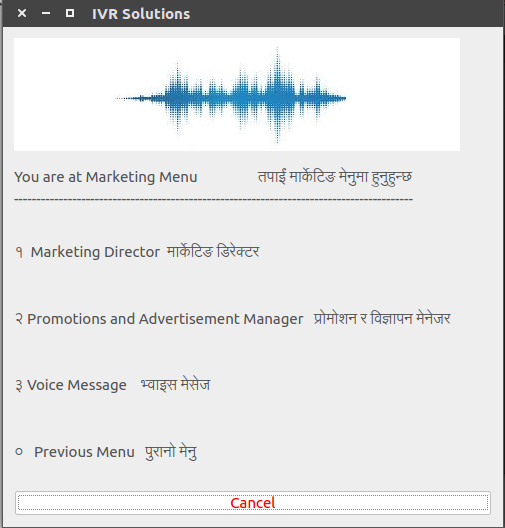 IVR Solutions
You are at Marketing Menu तपाईं मार्केटिङ मेनुमा हुनुहुन्छ
--------------------------------------------------------------------------------------------
१ Marketing Director मार्केटिङ डिरेक्टर
२ Promotions and Advertisement Manager प्रोमोशन र विज्ञापन मेनेजर
३ Voice Message भ्वाइस मेसेज
० Previous Menu पुरानो मेनु
Cancel